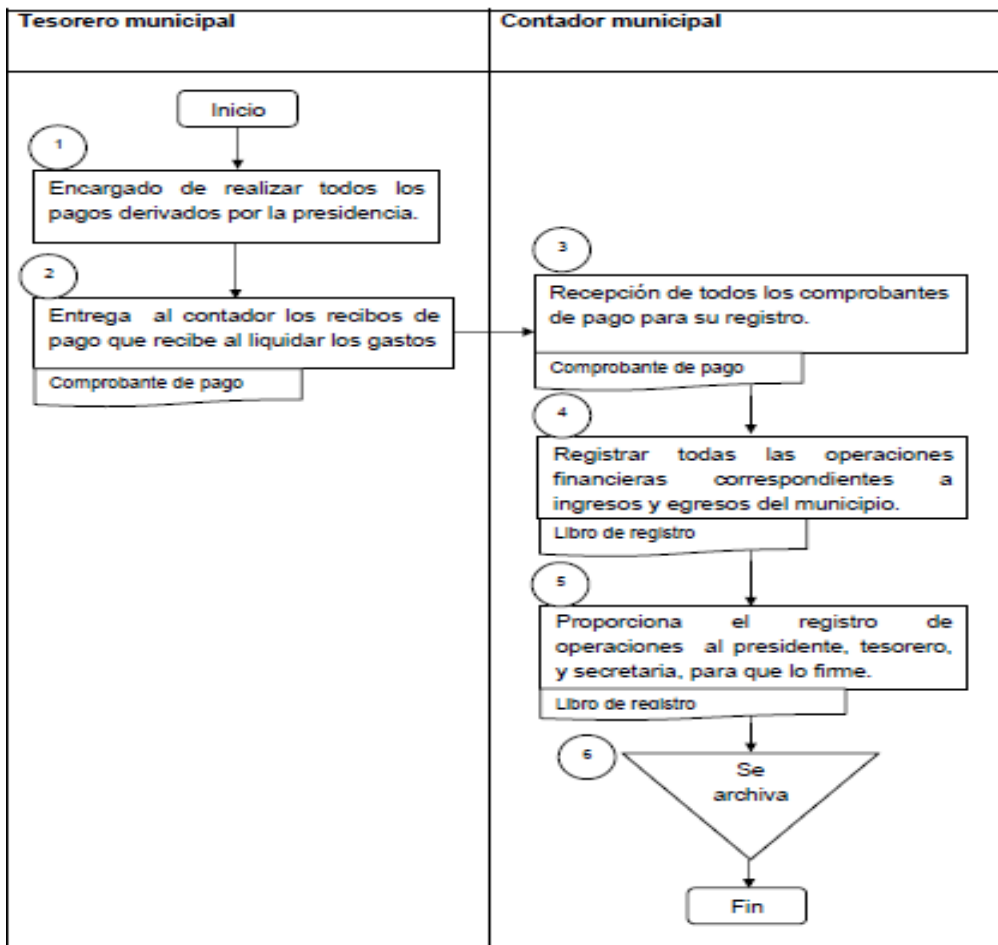 Tesorero municipal
Contador municipal
Inicio
1
Encargado de realizar todos los
pagos derivados por la presidencia.
2
Entrega al contador los recibos de
pago que recibe al liquidar los gastos
Comprobante de pago
3
Recepción de todos los comprobantes
de pago para su registro.
Comprobante de pago
4
Registrar todas las operaciones
financieras correspondientes a
ingresos y egresos del municipio.
Libro de registro
5
Proporciona el registro de
operaciones al presidente, tesorero,
y secretaria, para que lo firme.
Libro de registro
6
Se
archiva
Fin